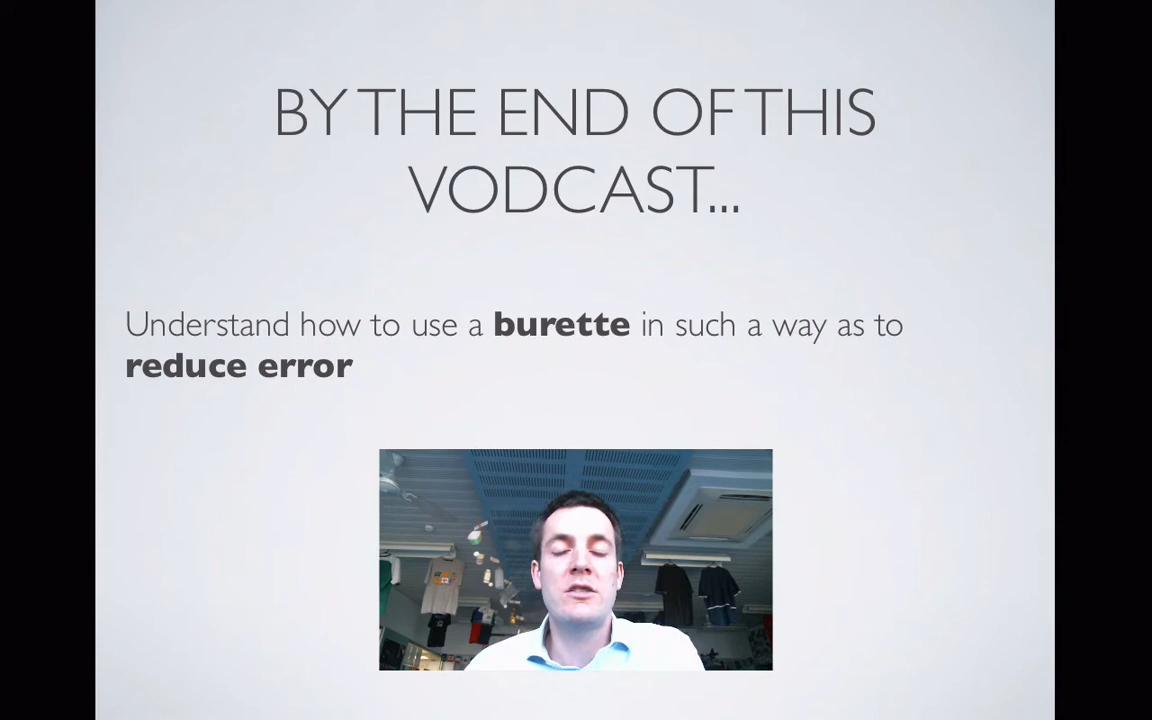 BY THE END OF THIS
VODCAST...
Understand how to use a burette in such a way as to
reduce error